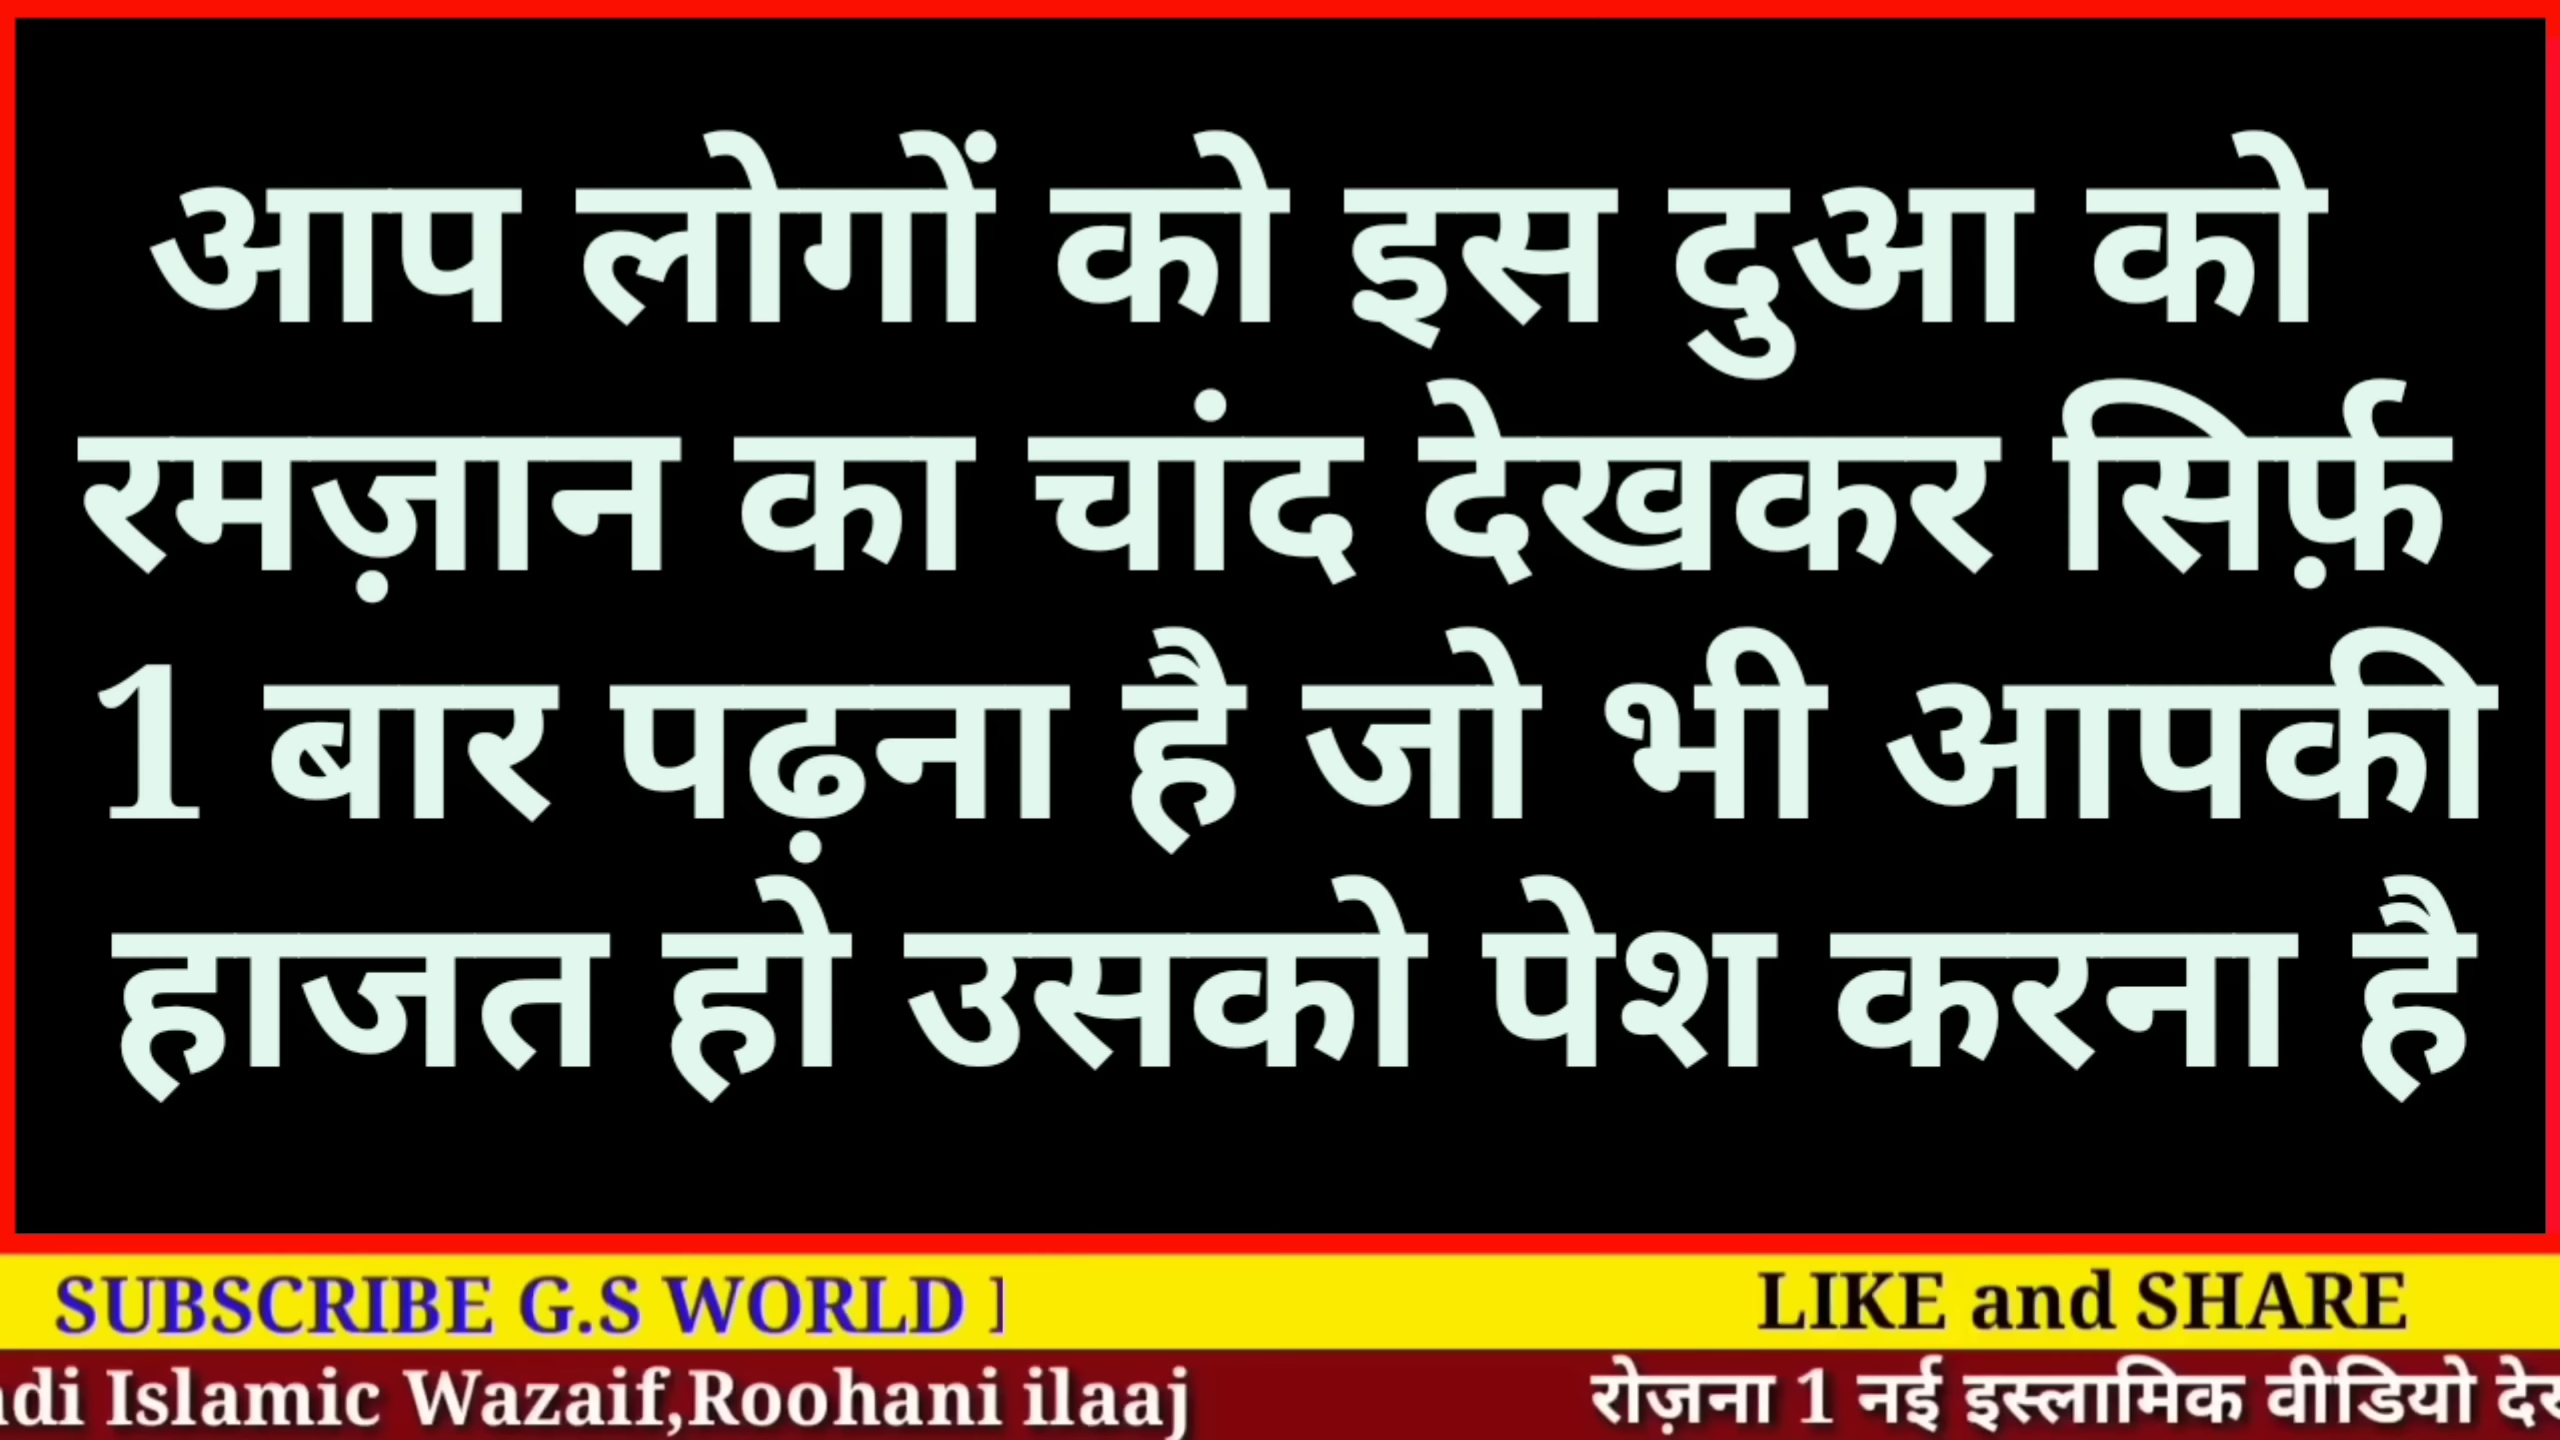 आप लोगों को इस दुआ को
रमज़ान का चांद देखकर सिर्फ़
1 बार पढ़ना है जो भी आपकी
हाजत हो उसको पेश करना है
SUBSCRIBE G.S WORLD
LIKE and SHARE
Islamic Wazaif,Roohani ilaaj
रोज़ना 1 नई इस्लामिक वीडियो